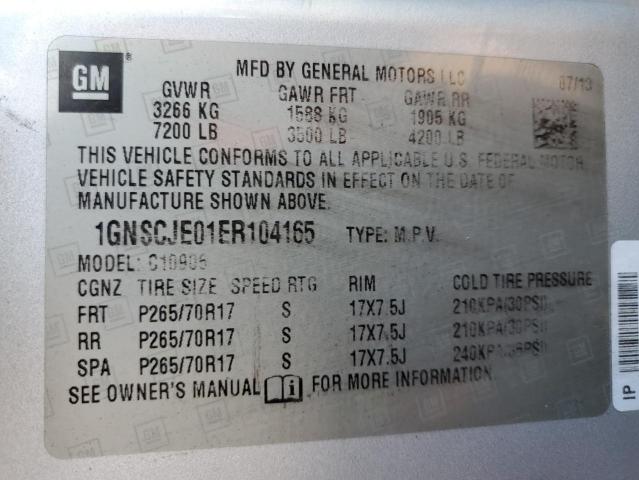 GM
MFD BY GENERAL MOTORS LLC
07/13
GVWR GAWR FRT GAWR RR
3266 KG 1588 KG 1905 KG
7200 LB 3500 LB 4200 LB
THIS VEHICLE CONFORMS TO ALL APPLICABLE U.S. FEDERAL MOTOR
VEHICLE SAFETY STANDARDS IN EFFECT ON THE DATE OF
MANUFACTURE SHOWN ABOVE.
1GNSCJE01ER104165 TYPE: M.P.V.
MODEL: C10906
CGNZ TIRE SIZE SPEED RTG RIM COLD TIRE PRESSURE
FRT P265/70R17 S 17X7.5J 210KPA(30PSI)
RR P265/70R17 S 17X7.5J 210KPA(30PSI)
SPA P265/70R17 S 17X7.5J 240KPA(35PSI)
SEE OWNER'S MANUAL FOR MORE INFORMATION.
IP